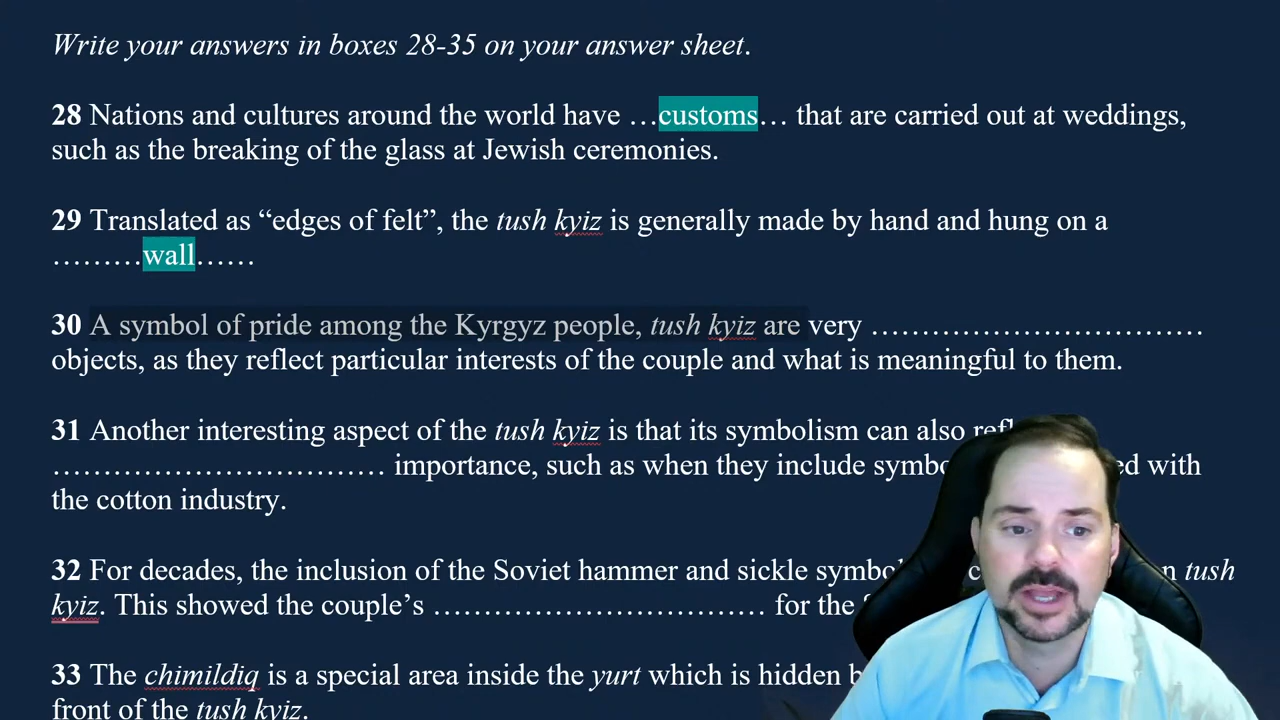 Write your answers in boxes 28-35 on your answer sheet.
28 Nations and cultures around the world have …customs… that are carried out at weddings,
such as the breaking of the glass at Jewish ceremonies.
29 Translated as “edges of felt”, the tush kyiz is generally made by hand and hung on a
………wall……
30 A symbol of pride among the Kyrgyz people, tush kyiz are very ……………………………
objects, as they reflect particular interests of the couple and what is meaningful to them.
31 Another interesting aspect of the tush kyiz is that its symbolism can also
…………………………… importance, such as when they include with
the cotton industry.
32 For decades, the inclusion of the Soviet hammer and sickle tush
kyiz. This showed the couple’s …………………………… for the
33 The chimildiq is a special area inside the yurt which is hidden
front of the tush kyiz.